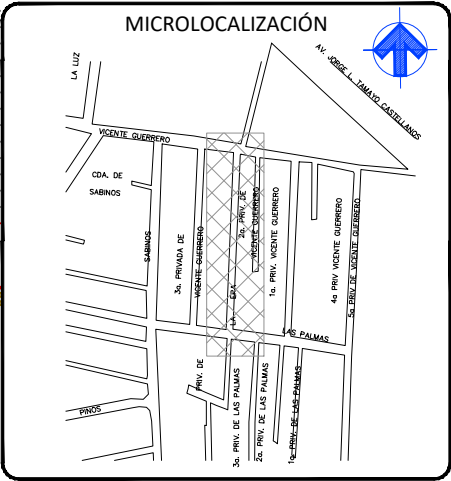 MICROLOCALIZACIÓN
LA LUZ
AV. JORGE L. TAMAYO CASTELLANOS
VICENTE GUERRERO
CDA. DE
SABINOS
SABINOS
3a. PRIVADA DE
VICENTE GUERRERO
2a. PRIV. DE
VICENTE GUERRERO
1a. PRIV. VICENTE GUERRERO
4a PRIV VICENTE GUERRERO
5a PRIV DE VICENTE GUERRERO
LA
LAS PALMAS
PRIV. DE
PINOS
3a. PRIV. DE LAS PALMAS
2a. PRIV. DE LAS PALMAS
1a. PRIV. DE LAS PALMAS